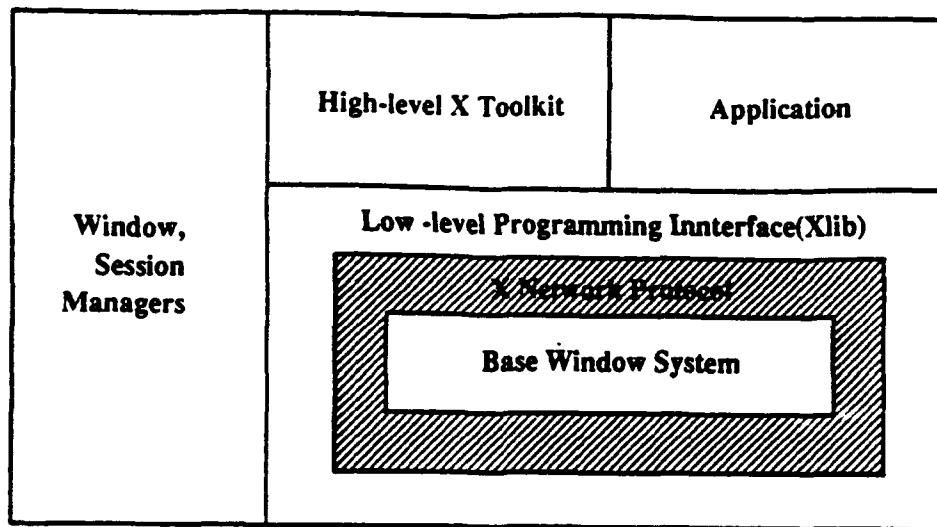 High-level X Toolkit
Application
Window,
Session
Managers
Low -level Programming Innterface(Xlib)
X Network Protocol
Base Window System